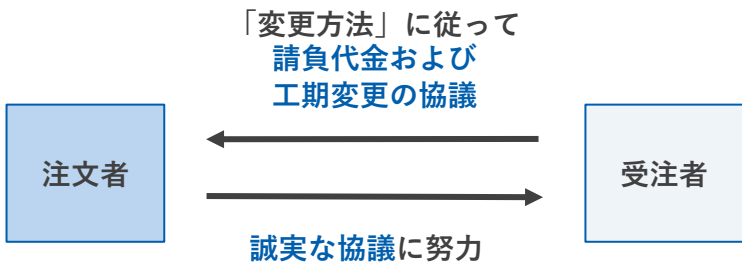 「変更方法」に従って
請負代金および
工期変更の協議
注文者
受注者
誠実な協議に努力